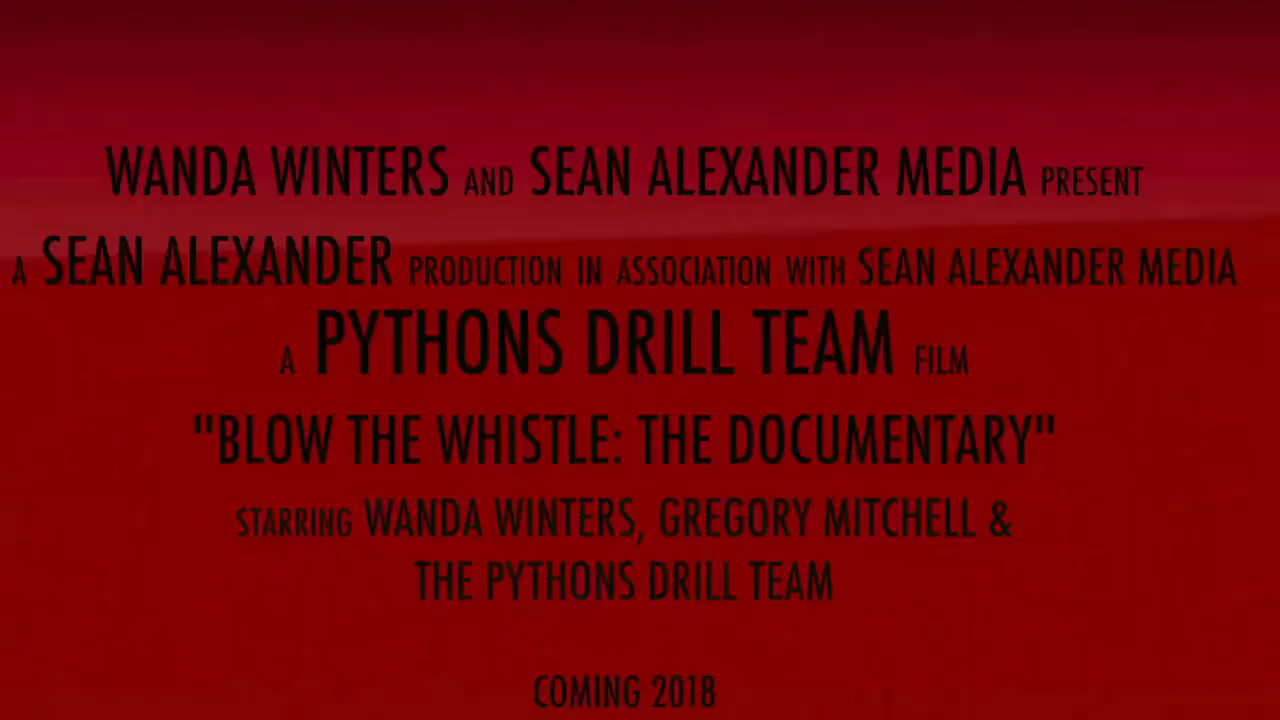 WANDA WINTERS AND SEAN ALEXANDER MEDIA PRESENT
A SEAN ALEXANDER PRODUCTION IN ASSOCIATION WITH SEAN ALEXANDER MEDIA
A PYTHONS DRILL TEAM FILM
"BLOW THE WHISTLE: THE DOCUMENTARY"
STARRING WANDA WINTERS, GREGORY MITCHELL &
THE PYTHONS DRILL TEAM
COMING 2018